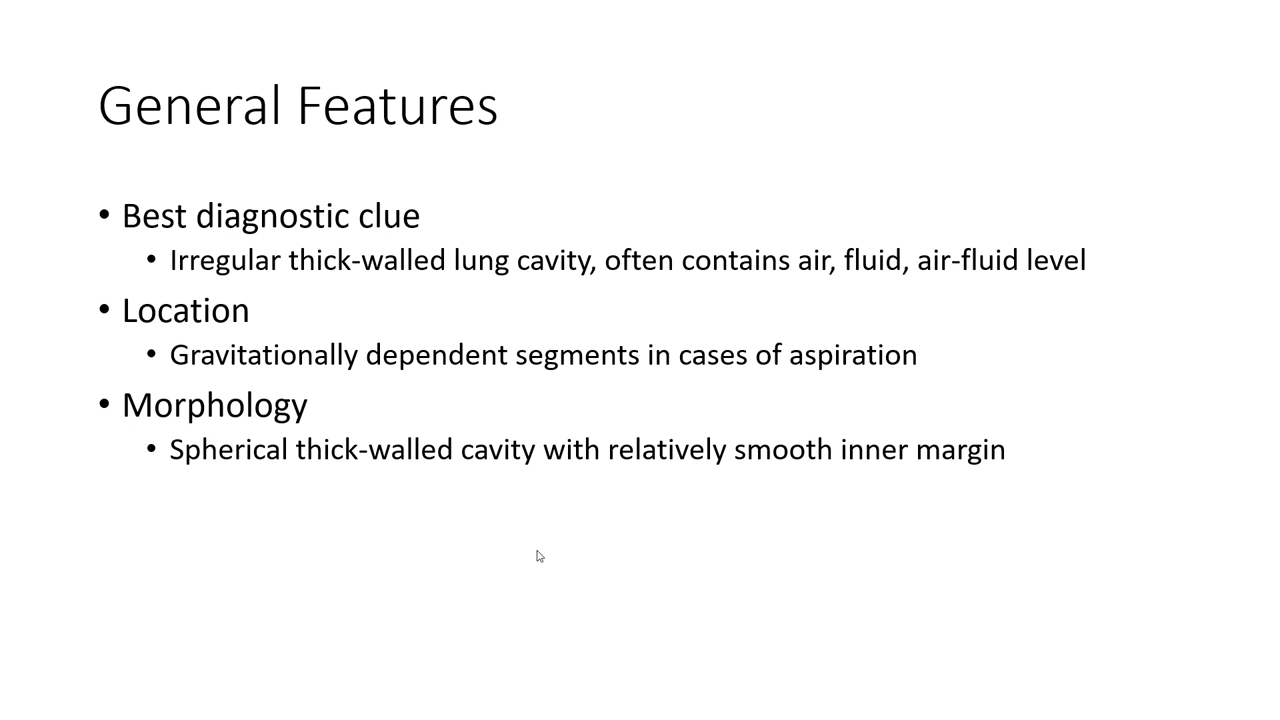 General Features
• Best diagnostic clue
• Irregular thick-walled lung cavity, often contains air, fluid, air-fluid level
• Location
• Gravitationally dependent segments in cases of aspiration
• Morphology
• Spherical thick-walled cavity with relatively smooth inner margin